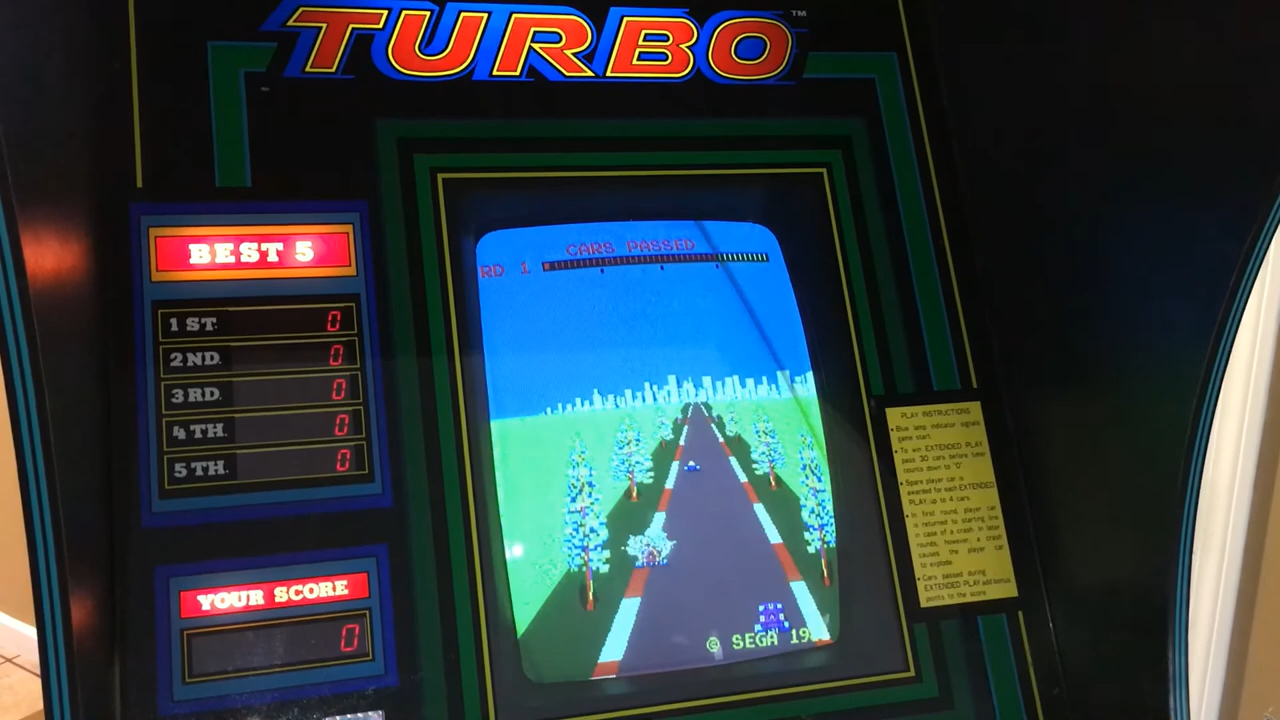 TURBO™
BEST 5
1 ST. 0
2 ND. 0
3 RD. 0
4 TH. 0
5 TH. 0
YOUR SCORE
0
CARS PASSED
RD 1
© SEGA 19
PLAY INSTRUCTIONS
• Blue lamp indicator signals
game start.
• To win EXTENDED PLAY
pass 30 cars before timer
counts down to "0"
• Spare player car is
awarded for each EXTENDED
PLAY, up to 4 cars.
• In first round, player car
is returned to starting line
in case of a crash. In later
rounds, however, a crash
causes the player car
to explode.
• Cars passed during
EXTENDED PLAY add bonus
points to the score